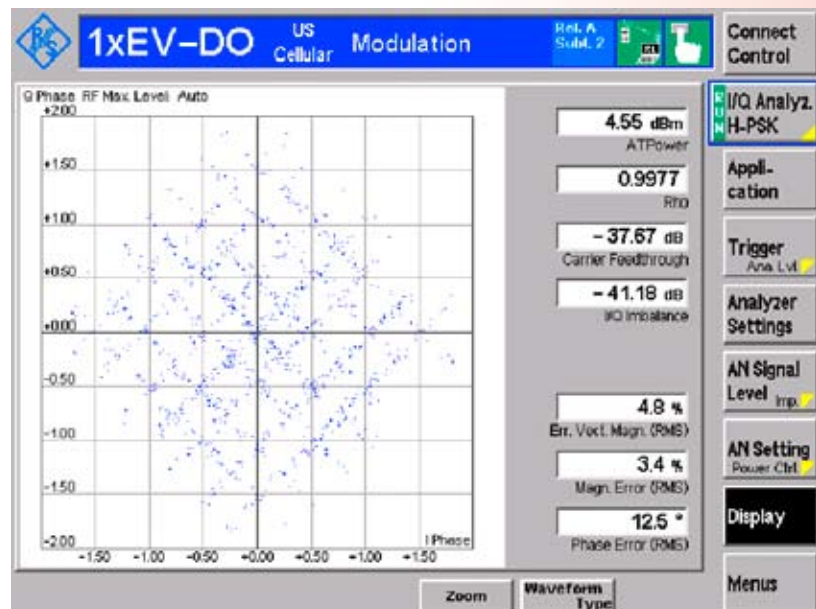 1xEV-DO
US
Cellular
Modulation
Rel. A
Subt. 2
Connect
Control
Q Phase RF Max. Level: Auto
+2.00
+1.50
+1.00
+0.50
+0.00
-0.50
-1.00
-1.50
-2.00
-1.50 -1.00 -0.50 +0.00 +0.50 +1.00 +1.50
I Phase
4.55 dBm
ATPower
0.9977
Rho
-37.67 dB
Carrier Feedthrough
-41.18 dB
I/Q Imbalance
4.8 %
Err. Vect. Magn. (RMS)
3.4 %
Magn. Error (RMS)
12.5 °
Phase Error (RMS)
RUN
I/Q Analyz.
H-PSK
Appli-
cation
Trigger
Ana. Lvl.
Analyzer
Settings
AN Signal
Level Imp.
AN Setting
Power Ctrl.
Display
Menus
Zoom
Waveform
Type